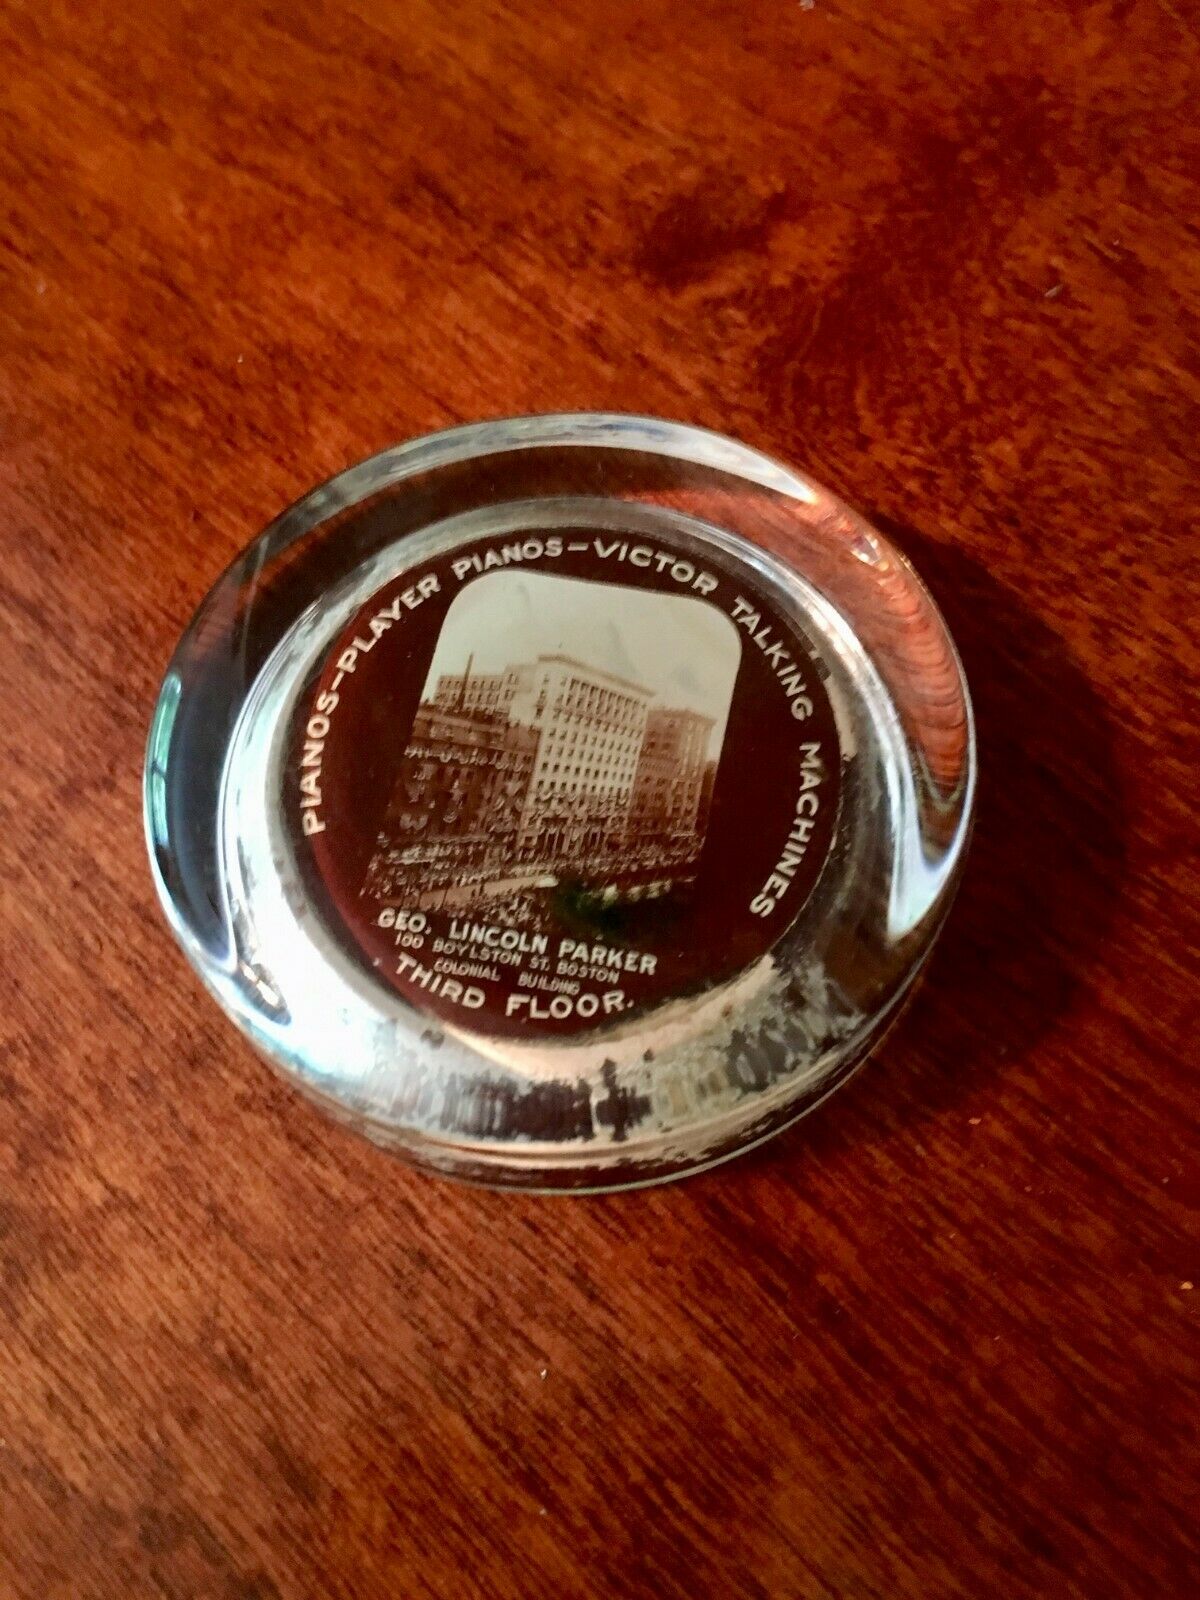 PIANOS-PLAYER PIANOS-VICTOR TALKING MACHINES
GEO. LINCOLN PARKER
100 BOYLSTON ST. BOSTON
COLONIAL BUILDING
THIRD FLOOR.